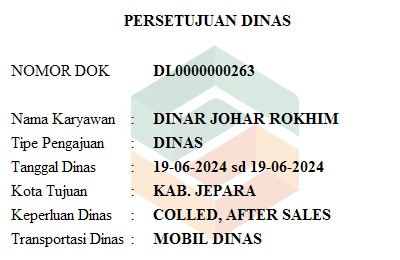 PERSETUJUAN DINAS
NOMOR DOK DL0000000263
Nama Karyawan : DINAR JOHAR ROKHIM
Tipe Pengajuan : DINAS
Tanggal Dinas : 19-06-2024 sd 19-06-2024
Kota Tujuan : KAB. JEPARA
Keperluan Dinas : COLLED, AFTER SALES
Transportasi Dinas : MOBIL DINAS